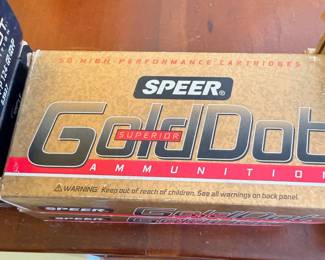 50 HIGH PERFORMANCE CARTRIDGES
SPEER®
GoldDot
SUPERIOR
AMMUNITION
⚠WARNING: Keep out of reach of children. See all warnings on back panel.
GoldDot